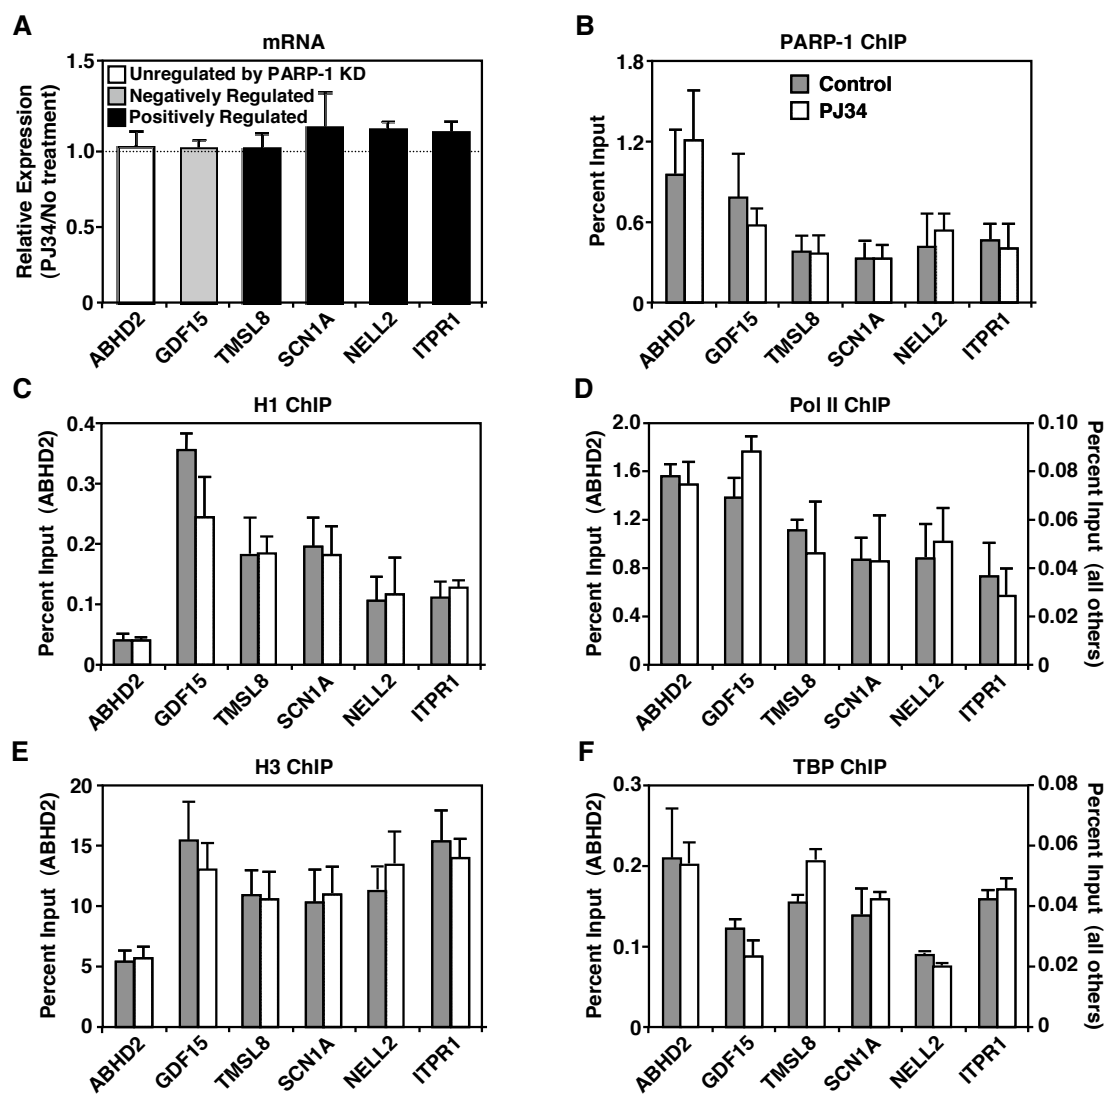 A
mRNA
1.5
1.0
0.5
0
Relative Expression
(PJ34/No treatment)
Unregulated by PARP-1 KD
Negatively Regulated
Positively Regulated
ABHD2
GDF15
TMSL8
SCN1A
NELL2
ITPR1
B
PARP-1 ChIP
1.8
1.2
0.6
0
Percent Input
Control
PJ34
ABHD2
GDF15
TMSL8
SCN1A
NELL2
ITPR1
C
H1 ChIP
0.4
0.3
0.2
0.1
0
Percent Input (ABHD2)
ABHD2
GDF15
TMSL8
SCN1A
NELL2
ITPR1
D
Pol II ChIP
2.0
1.6
1.2
0.8
0.4
0
Percent Input (ABHD2)
0.10
0.08
0.06
0.04
0.02
0
Percent Input (all others)
ABHD2
GDF15
TMSL8
SCN1A
NELL2
ITPR1
E
H3 ChIP
20
15
10
5
0
Percent Input (ABHD2)
ABHD2
GDF15
TMSL8
SCN1A
NELL2
ITPR1
F
TBP ChIP
0.3
0.2
0.1
0
Percent Input (ABHD2)
0.08
0.06
0.04
0.02
0
Percent Input (all others)
ABHD2
GDF15
TMSL8
SCN1A
NELL2
ITPR1